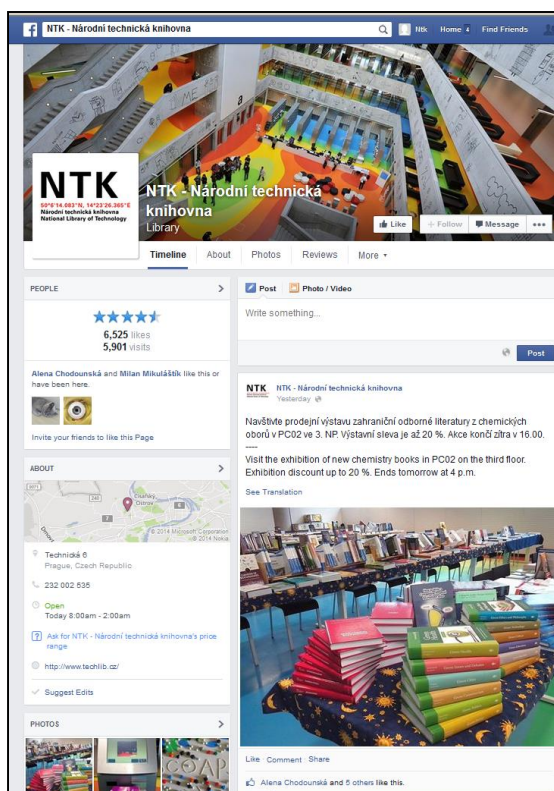 NTK - Národní technická knihovna
Ntk Home 4 Find Friends
NTK
50°6'14.083"N, 14°23'26.365"E
Národní technická knihovna
National Library of Technology
NTK - Národní technická
knihovna
Library
Like Follow Message
Timeline About Photos Reviews More
PEOPLE
6,525 likes
5,901 visits
Alena Chodounská and Milan Mikuláštík like this or
have been here.
Invite your friends to like this Page
ABOUT
Císařský
Ostrov
© 2014 Microsoft Corporation
© 2014 Nokia
Technická 6
Prague, Czech Republic
232 002 535
Open
Today 8:00am - 2:00am
Ask for NTK - Národní technická knihovna's price
range
http://www.techlib.cz/
Suggest Edits
PHOTOS
COAP
Post Photo / Video
Write something...
Post
NTK
NTK - Národní technická knihovna
Yesterday
Navštivte prodejní výstavu zahraniční odborné literatury z chemických
oborů v PC02 ve 3. NP. Výstavní sleva je až 20 %. Akce končí zítra v 16.00.
----
Visit the exhibition of new chemistry books in PC02 on the third floor.
Exhibition discount up to 20 %. Ends tomorrow at 4 p.m.
See Translation
Like · Comment · Share
Alena Chodounská and 5 others like this.